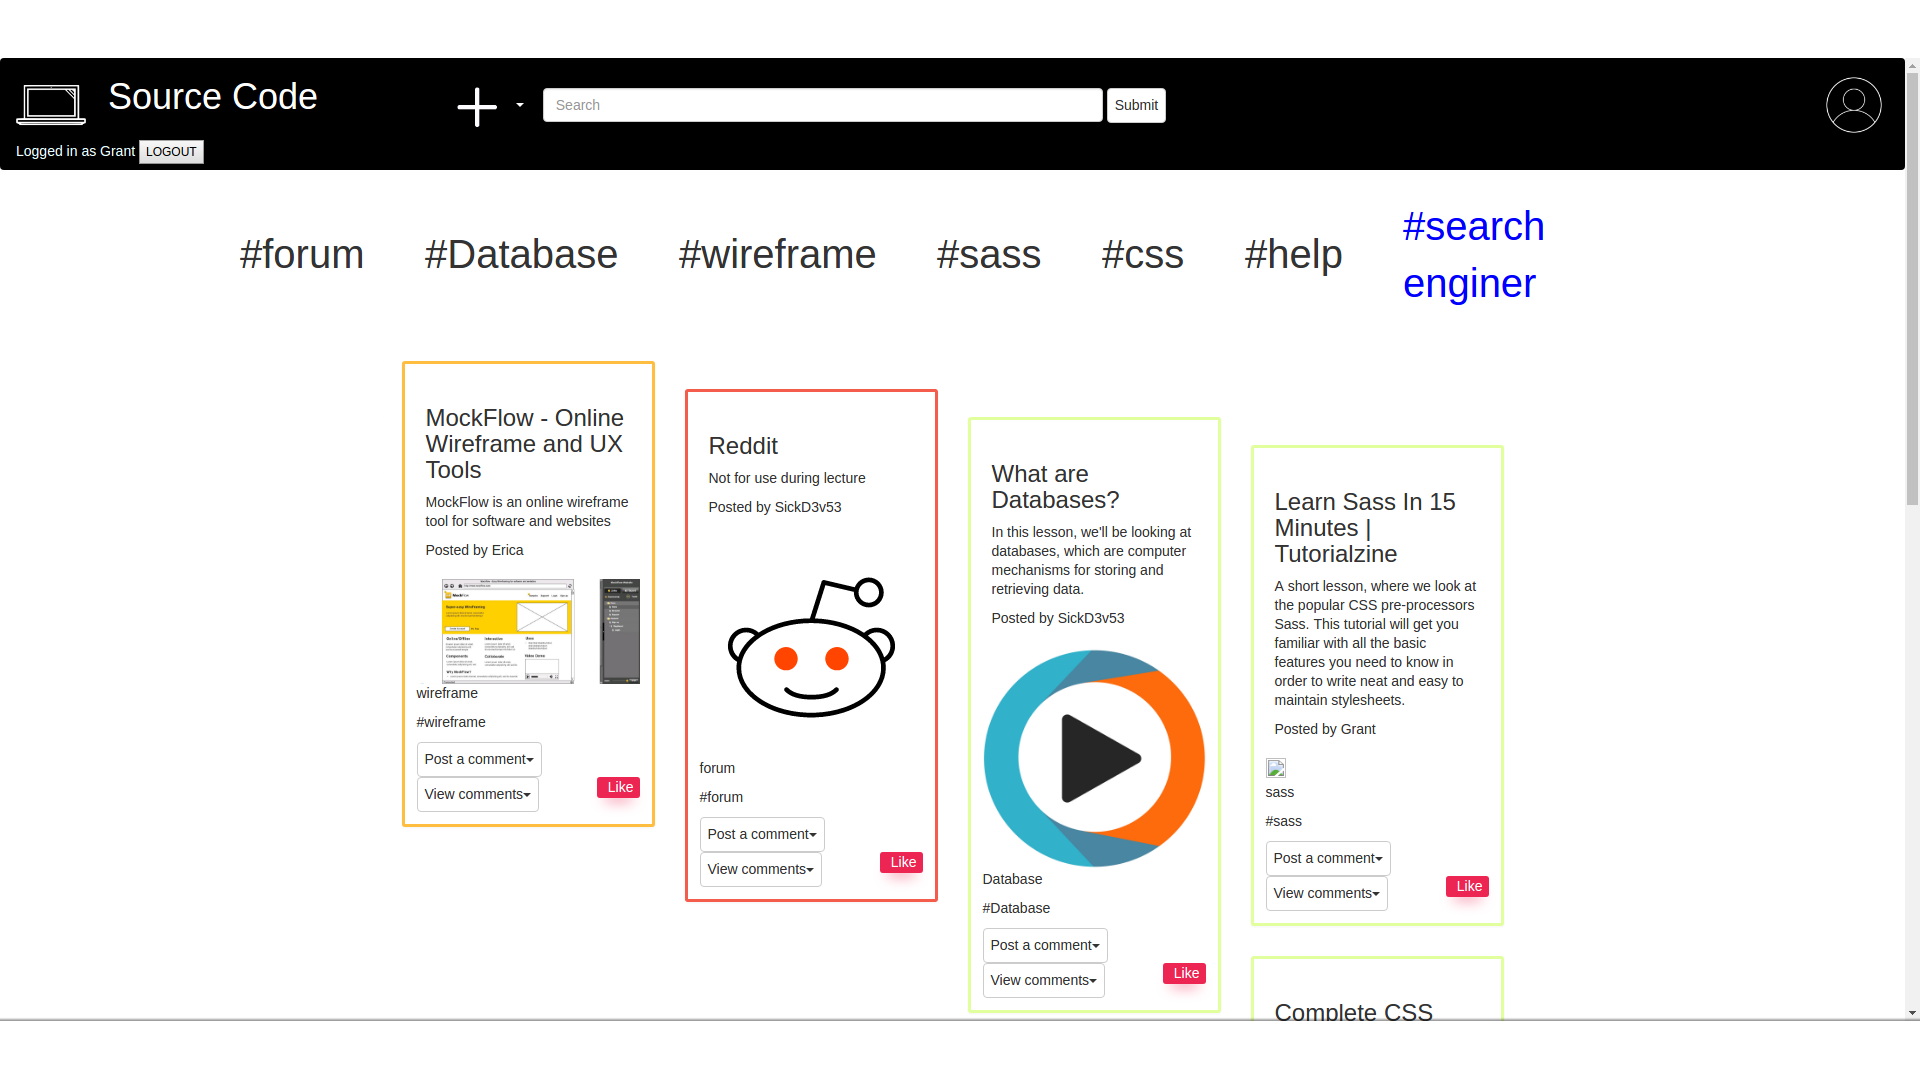 Source Code
Search
Submit
Logged in as Grant
LOGOUT
#forum
#Database
#wireframe
#sass
#css
#help
#search
enginer
MockFlow - Online
Wireframe and UX
Tools
MockFlow is an online wireframe
tool for software and websites
Posted by Erica
wireframe
#wireframe
Post a comment
View comments
Like
Reddit
Not for use during lecture
Posted by SickD3v53
forum
#forum
Post a comment
View comments
Like
What are
Databases?
In this lesson, we'll be looking at
databases, which are computer
mechanisms for storing and
retrieving data.
Posted by SickD3v53
Database
#Database
Post a comment
View comments
Like
Learn Sass In 15
Minutes |
Tutorialzine
A short lesson, where we look at
the popular CSS pre-processors
Sass. This tutorial will get you
familiar with all the basic
features you need to know in
order to write neat and easy to
maintain stylesheets.
Posted by Grant
sass
#sass
Post a comment
View comments
Like
Complete CSS